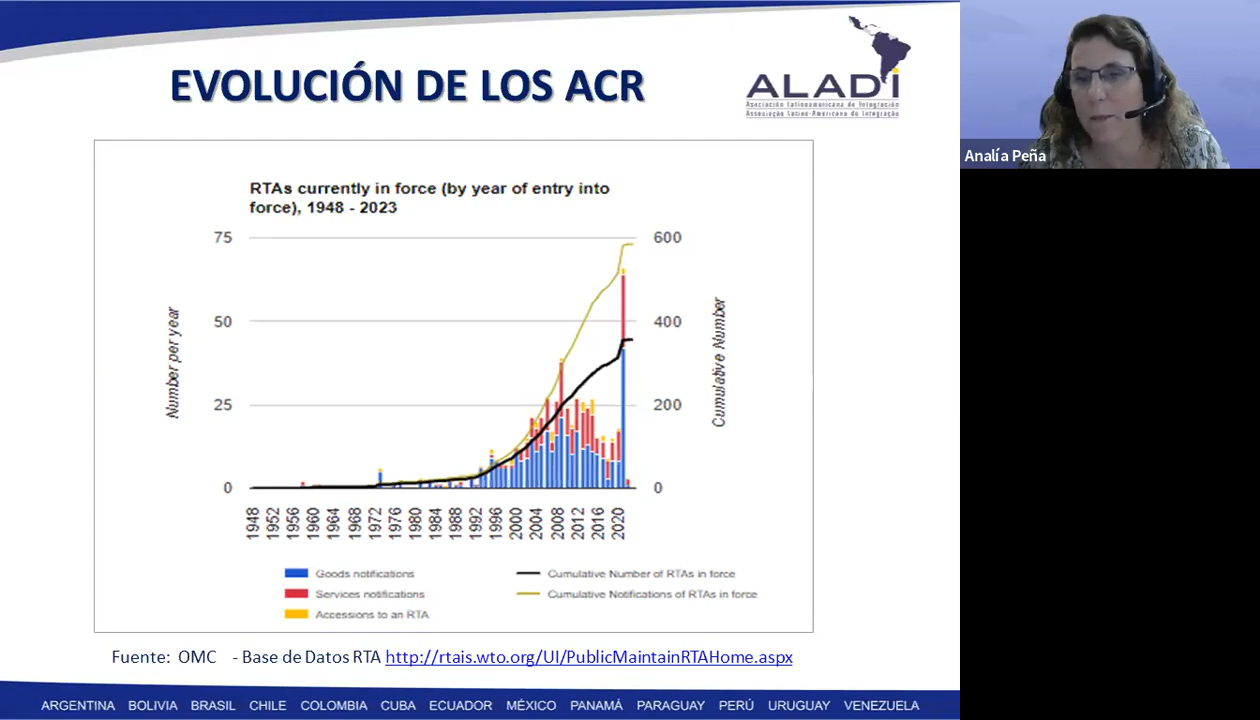 EVOLUCIÓN DE LOS ACR
ALADI
Asociación Latinoamericana de Integración
Associação Latino-Americana de Integração
Analía Peña
RTAs currently in force (by year of entry into
force), 1948 - 2023
75
50
25
0
Number per year
600
400
200
0
Cumulative Number
1948
1952
1956
1960
1964
1968
1972
1976
1980
1984
1988
1992
1996
2000
2004
2008
2012
2016
2020
Goods notifications
Services notifications
Accessions to an RTA
Cumulative Number of RTAs in force
Cumulative Notifications of RTAs in force
Fuente: OMC - Base de Datos RTA http://rtais.wto.org/UI/PublicMaintainRTAHome.aspx
ARGENTINA BOLIVIA BRASIL CHILE COLOMBIA CUBA ECUADOR MÉXICO PANAMÁ PARAGUAY PERÚ URUGUAY VENEZUELA